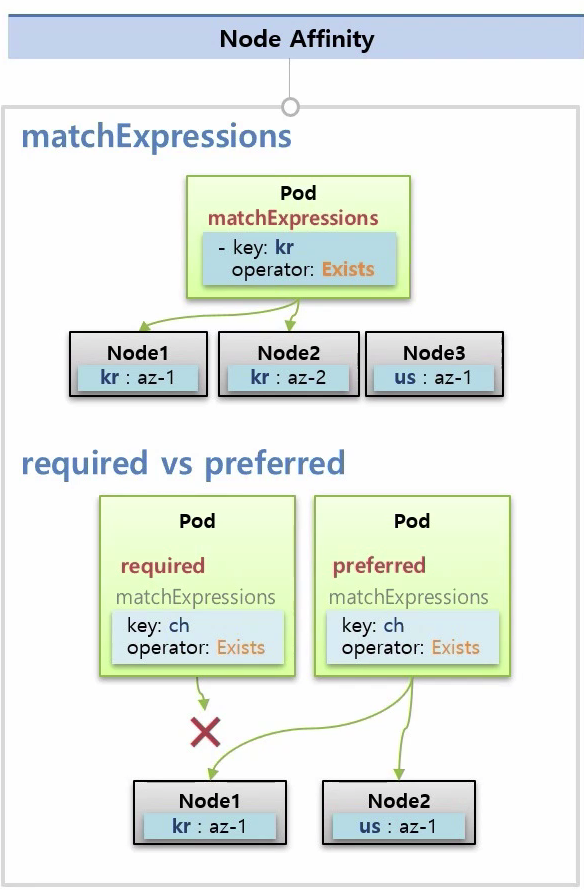 Node Affinity
matchExpressions
Pod
matchExpressions
- key: kr
operator: Exists
Node1
kr : az-1
Node2
kr : az-2
Node3
us : az-1
required vs preferred
Pod
required
matchExpressions
key: ch
operator: Exists
Pod
preferred
matchExpressions
key: ch
operator: Exists
Node1
kr : az-1
Node2
us : az-1